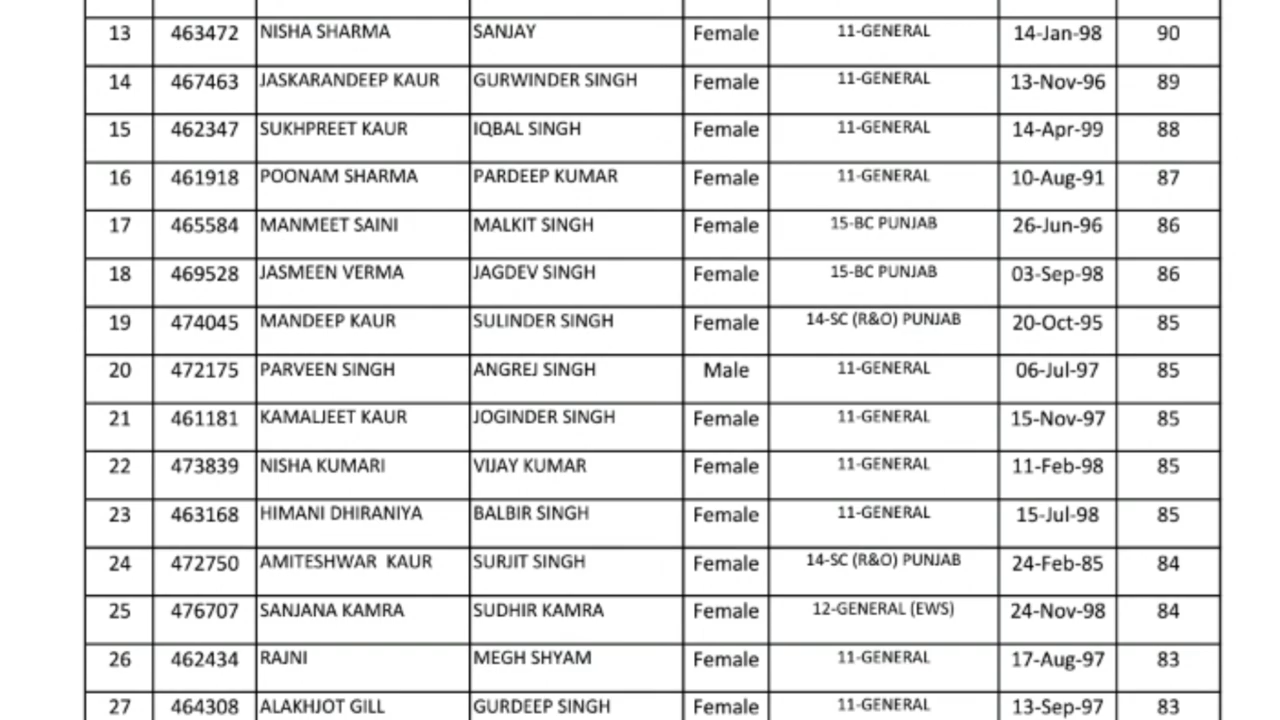 13 463472 NISHA SHARMA SANJAY Female 11-GENERAL 14-Jan-98 90
14 467463 JASKARANDEEP KAUR GURWINDER SINGH Female 11-GENERAL 13-Nov-96 89
15 462347 SUKHPREET KAUR IQBAL SINGH Female 11-GENERAL 14-Apr-99 88
16 461918 POONAM SHARMA PARDEEP KUMAR Female 11-GENERAL 10-Aug-91 87
17 465584 MANMEET SAINI MALKIT SINGH Female 15-BC PUNJAB 26-Jun-96 86
18 469528 JASMEEN VERMA JAGDEV SINGH Female 15-BC PUNJAB 03-Sep-98 86
19 474045 MANDEEP KAUR SULINDER SINGH Female 14-SC (R&O) PUNJAB 20-Oct-95 85
20 472175 PARVEEN SINGH ANGREJ SINGH Male 11-GENERAL 06-Jul-97 85
21 461181 KAMALJEET KAUR JOGINDER SINGH Female 11-GENERAL 15-Nov-97 85
22 473839 NISHA KUMARI VIJAY KUMAR Female 11-GENERAL 11-Feb-98 85
23 463168 HIMANI DHIRANIYA BALBIR SINGH Female 11-GENERAL 15-Jul-98 85
24 472750 AMITESHWAR  KAUR SURJIT SINGH Female 14-SC (R&O) PUNJAB 24-Feb-85 84
25 476707 SANJANA KAMRA SUDHIR KAMRA Female 12-GENERAL (EWS) 24-Nov-98 84
26 462434 RAJNI MEGH SHYAM Female 11-GENERAL 17-Aug-97 83
27 464308 ALAKHJOT GILL GURDEEP SINGH Female 11-GENERAL 13-Sep-97 83